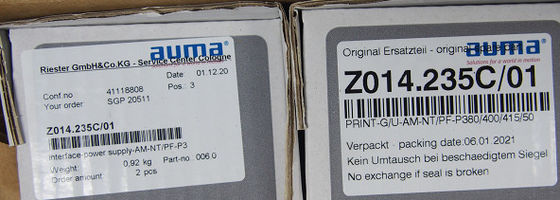 auma®
Riester GmbH&Co.KG - Service Center Cologne
Date 01.12.20
Conf.no 41118808 Pos.: 3
Your order SGP 20511
Z014.235C/01
Interface-power supply-AM-NT/PF-P3
Weight: 0,92 kg Part-no. 006.0
Order amount 2 pcs
auma®
Solutions for a world in motion
Original Ersatzteil - original spare part
Z014.235C/01
PRINT-G/U-AM-NT/PF-P380/400/415/50
Verpackt - packing date: 06.01.2021
Kein Umtausch bei beschaedigtem Siegel
No exchange if seal is broken